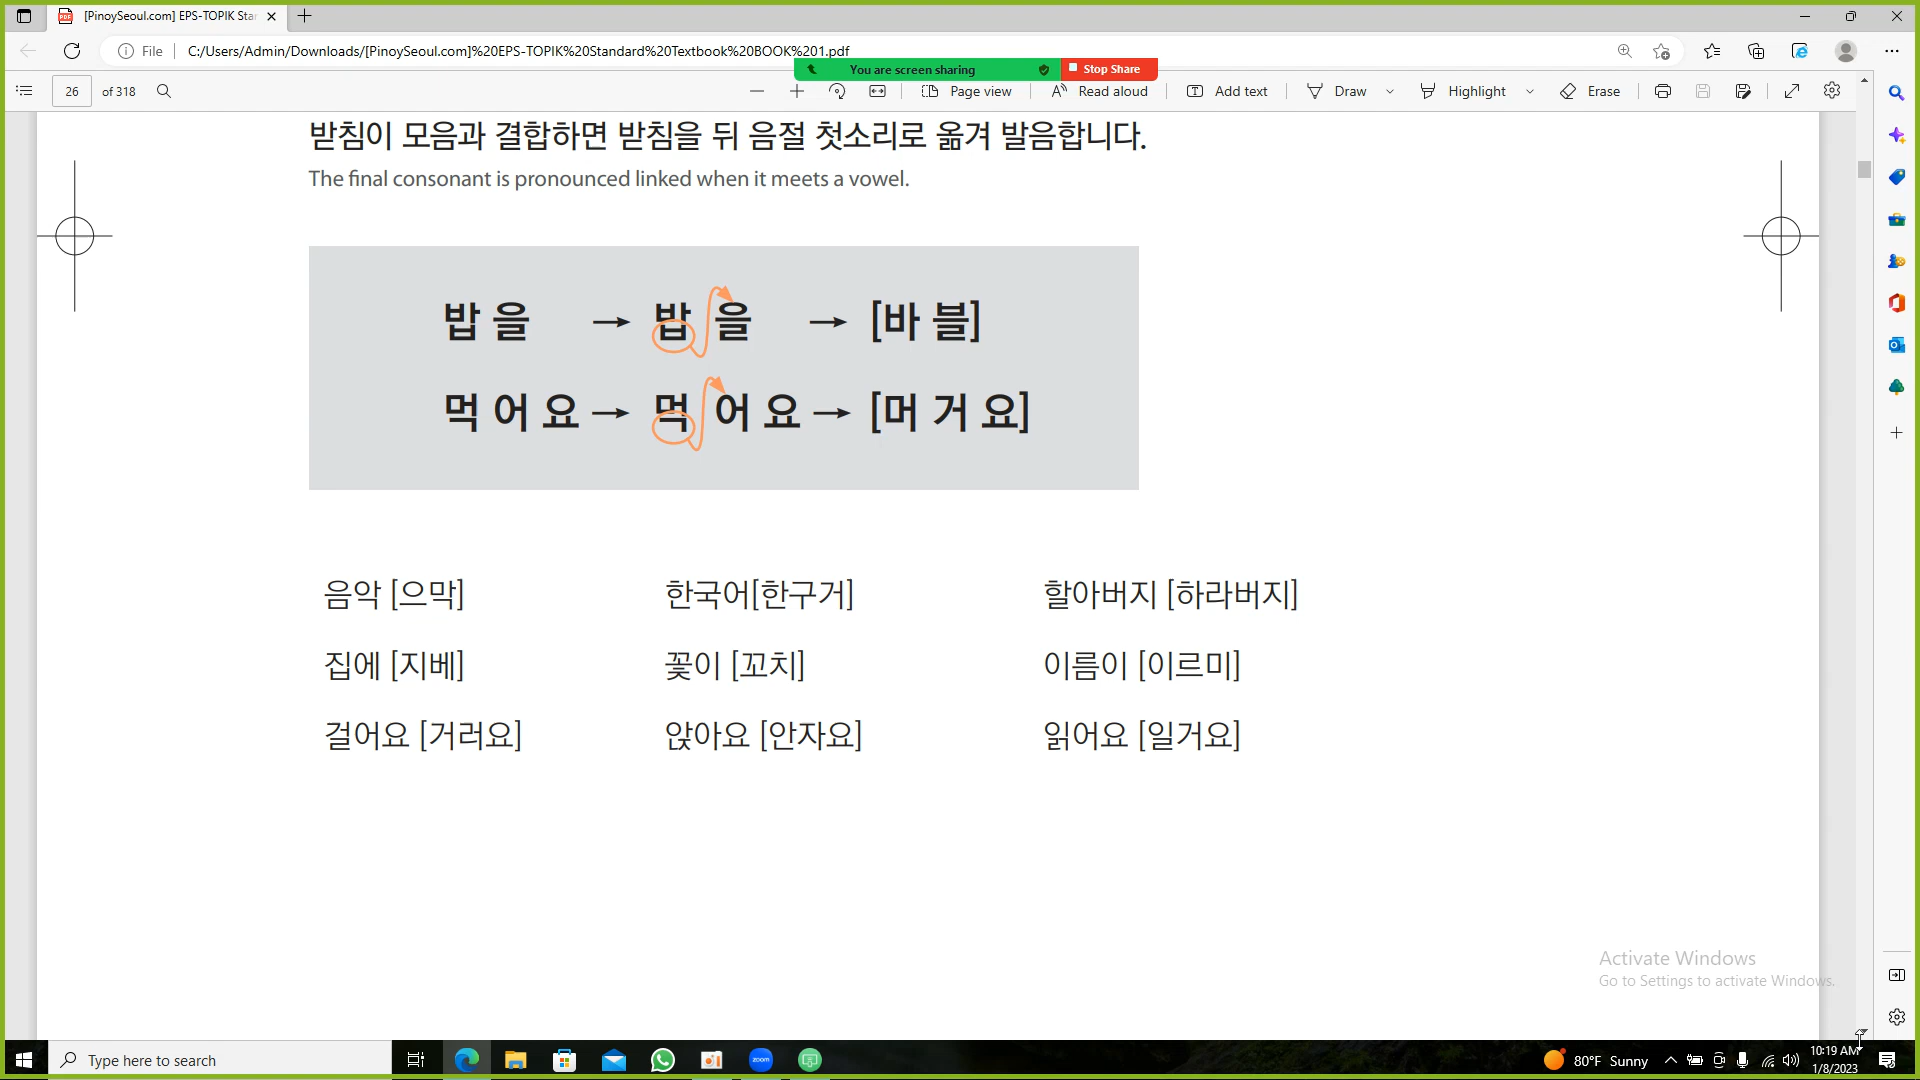 [PinoySeoul.com] EPS-TOPIK Sta
File C:/Users/Admin/Downloads/[PinoySeoul.com]%20EPS-TOPIK%20Standard%20Textbook%20BOOK%201.pdf
You are screen sharing Stop Share
26 of 318 Page view Read aloud Add text Draw Highlight Erase
받침이 모음과 결합하면 받침을 뒤 음절 첫소리로 옮겨 발음합니다.
The final consonant is pronounced linked when it meets a vowel.
밥 을 → 밥 을 → [바 블]
먹 어 요 → 먹 어 요 → [머 거 요]
음악 [으막] 한국어[한구거] 할아버지 [하라버지]
집에 [지베] 꽃이 [꼬치] 이름이 [이르미]
걸어요 [거러요] 앉아요 [안자요] 읽어요 [일거요]
Activate Windows
Go to Settings to activate Windows.
Type here to search
zoom
80°F Sunny
10:19 AM
1/8/2023